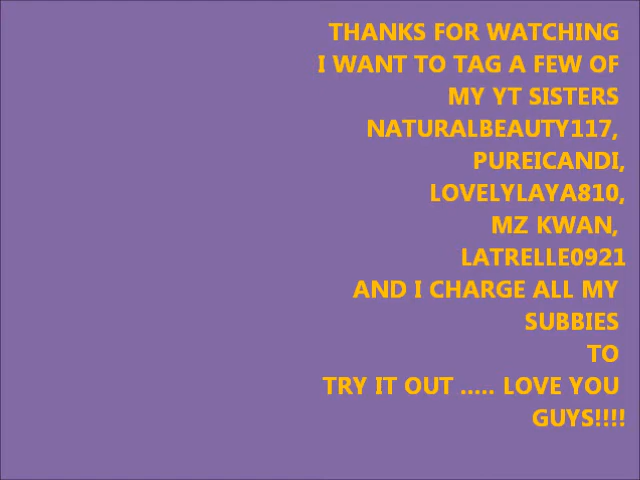 THANKS FOR WATCHING
I WANT TO TAG A FEW OF
MY YT SISTERS
NATURALBEAUTY117,
PUREICANDI,
LOVELYLAYA810,
MZ KWAN,
LATRELLE0921
AND I CHARGE ALL MY
SUBBIES
TO
TRY IT OUT ..... LOVE YOU
GUYS!!!!